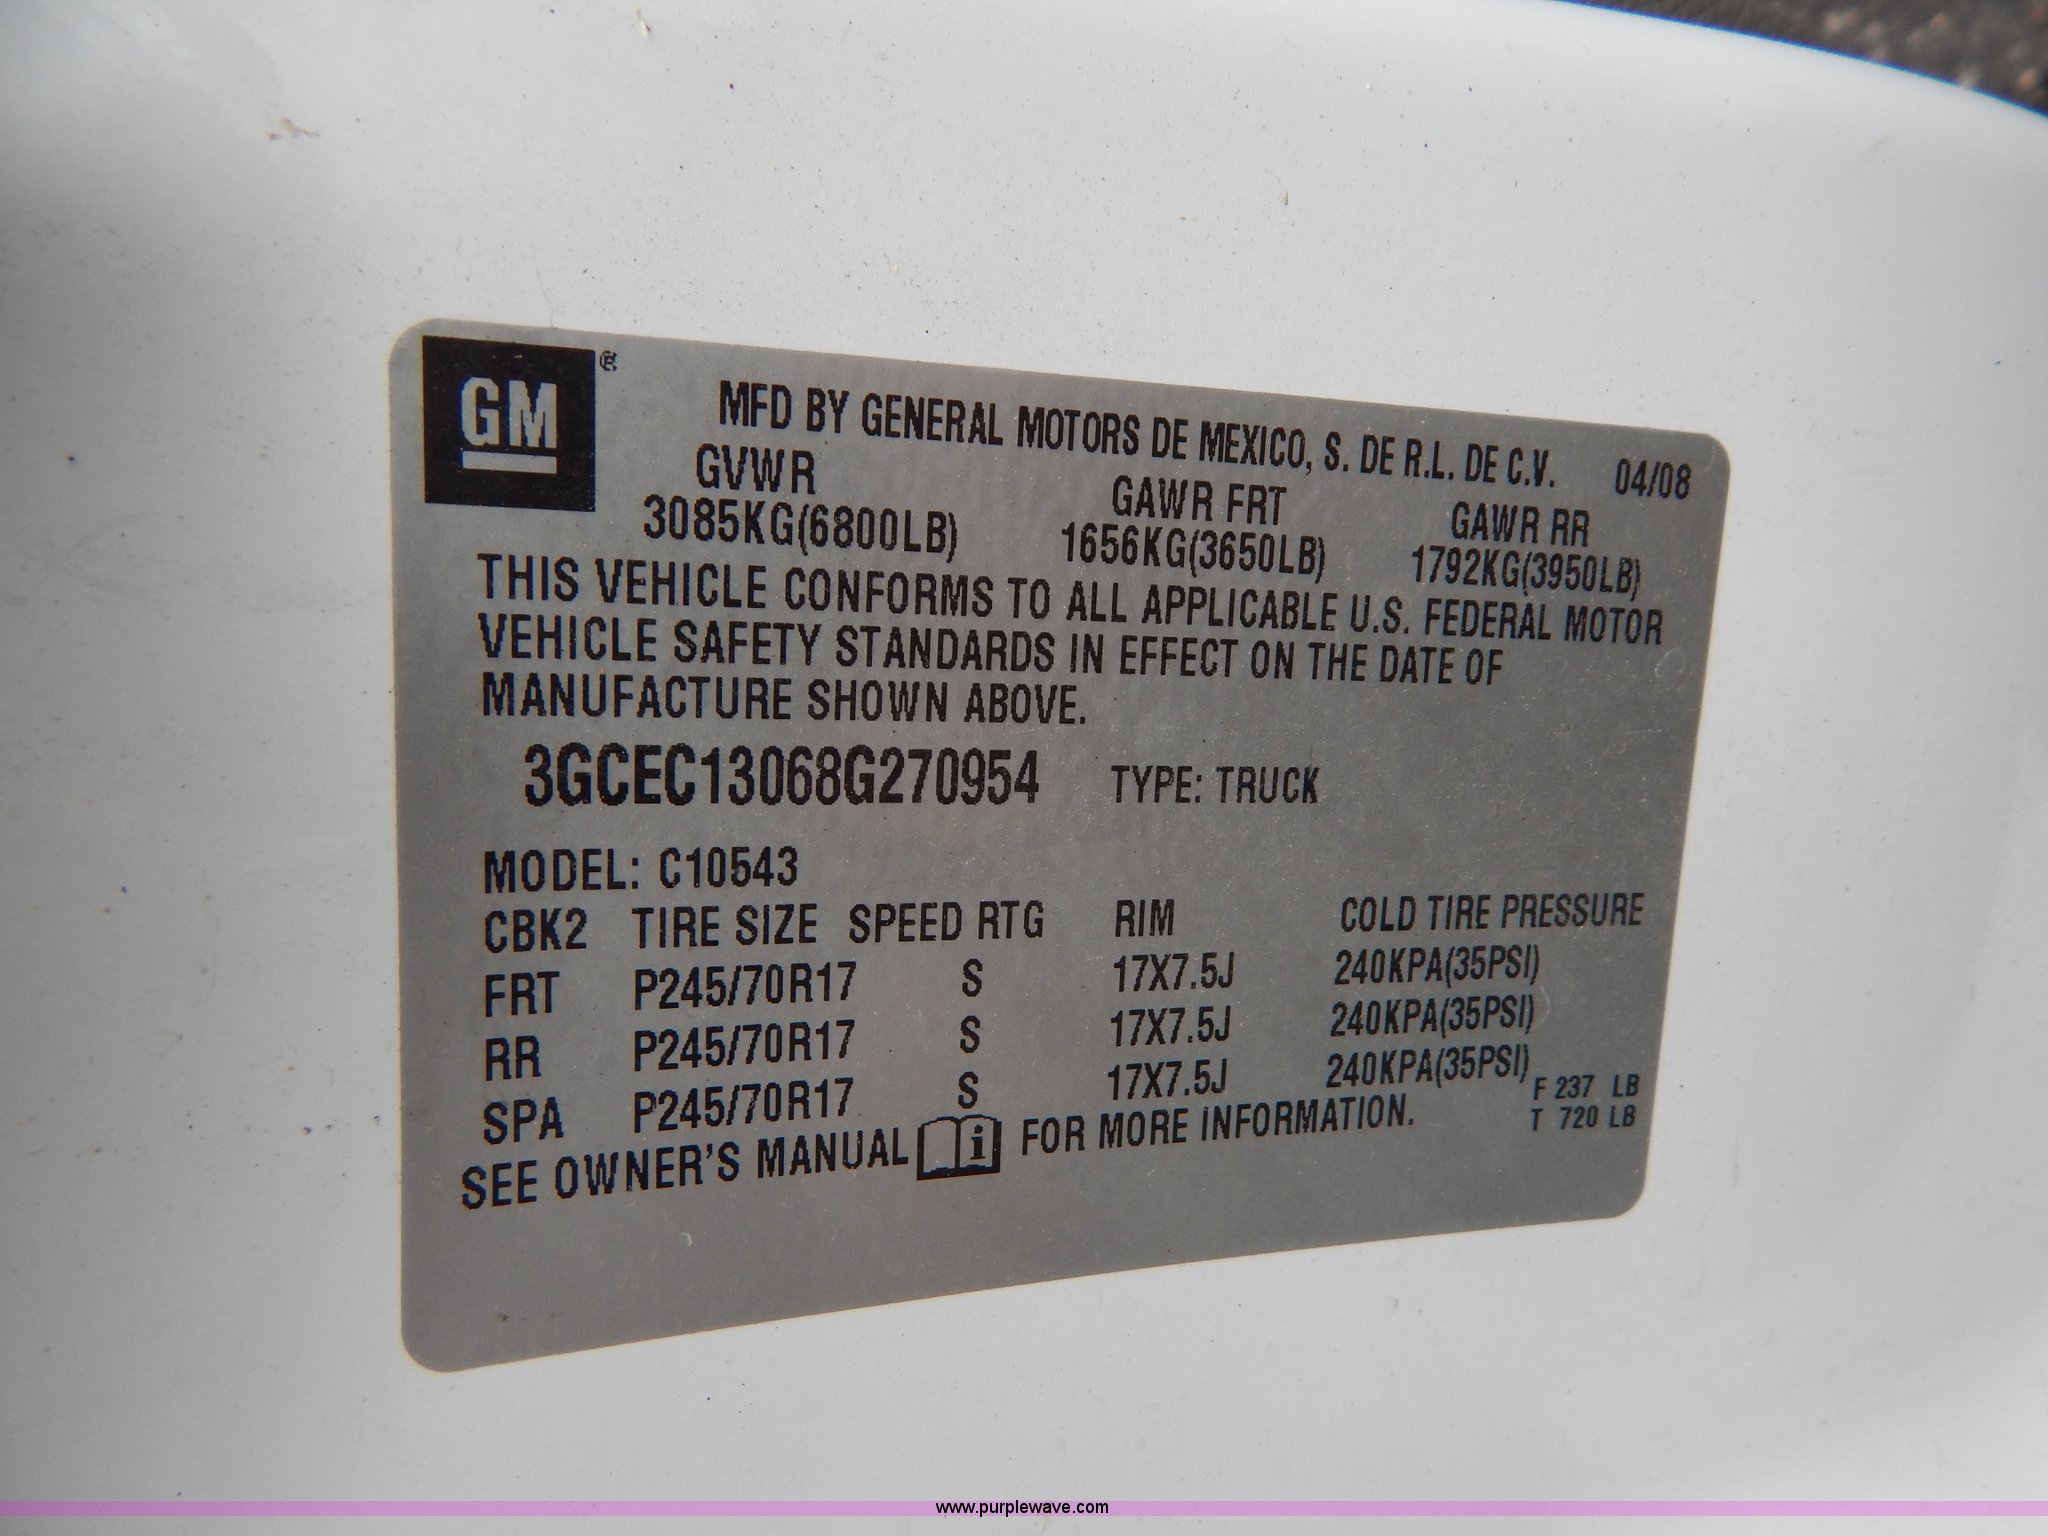 GM ®
MFD BY GENERAL MOTORS DE MEXICO, S. DE R.L. DE C.V. 04/08
GVWR GAWR FRT GAWR RR
3085KG(6800LB) 1656KG(3650LB) 1792KG(3950LB)
THIS VEHICLE CONFORMS TO ALL APPLICABLE U.S. FEDERAL MOTOR
VEHICLE SAFETY STANDARDS IN EFFECT ON THE DATE OF
MANUFACTURE SHOWN ABOVE.
3GCEC13068G270954 TYPE: TRUCK
MODEL: C10543
CBK2 TIRE SIZE SPEED RTG RIM COLD TIRE PRESSURE
FRT P245/70R17 S 17X7.5J 240KPA(35PSI)
RR P245/70R17 S 17X7.5J 240KPA(35PSI)
SPA P245/70R17 S 17X7.5J 240KPA(35PSI)
F 237 LB
T 720 LB
SEE OWNER'S MANUAL i FOR MORE INFORMATION.
www.purplewave.com